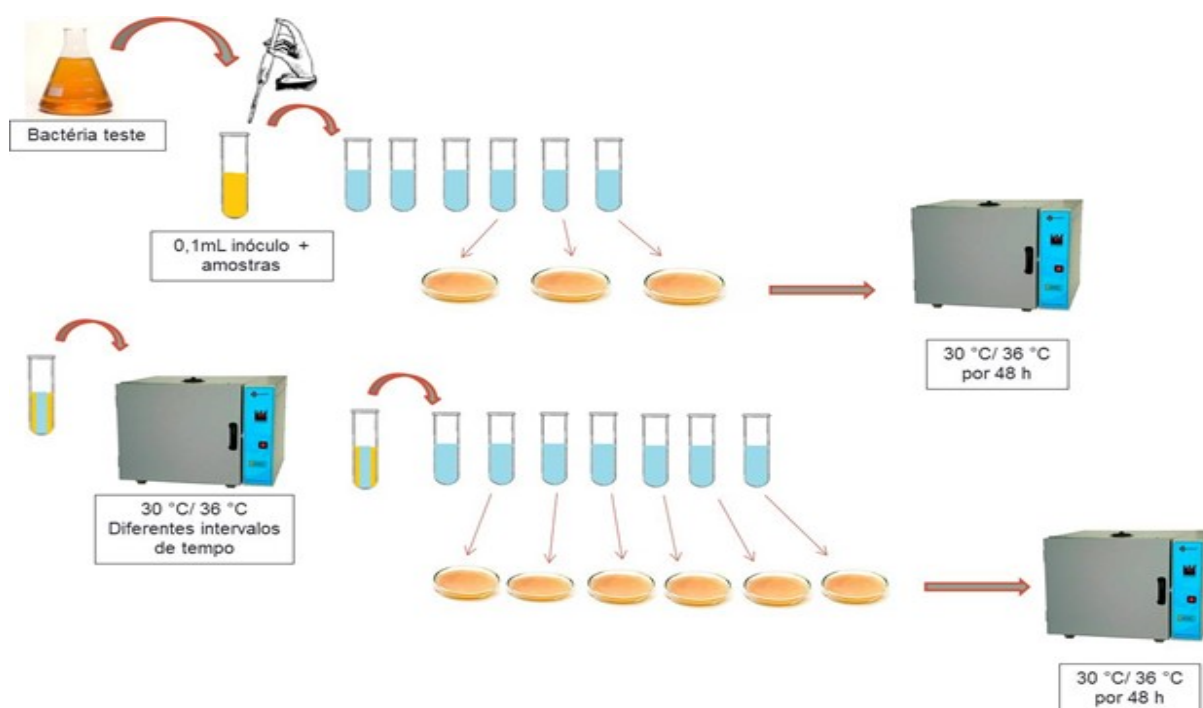 Bactéria teste
0,1mL inóculo +
amostras
30 °C/ 36 °C
por 48 h
30 °C/ 36 °C
Diferentes intervalos
de tempo
30 °C/ 36 °C
por 48 h